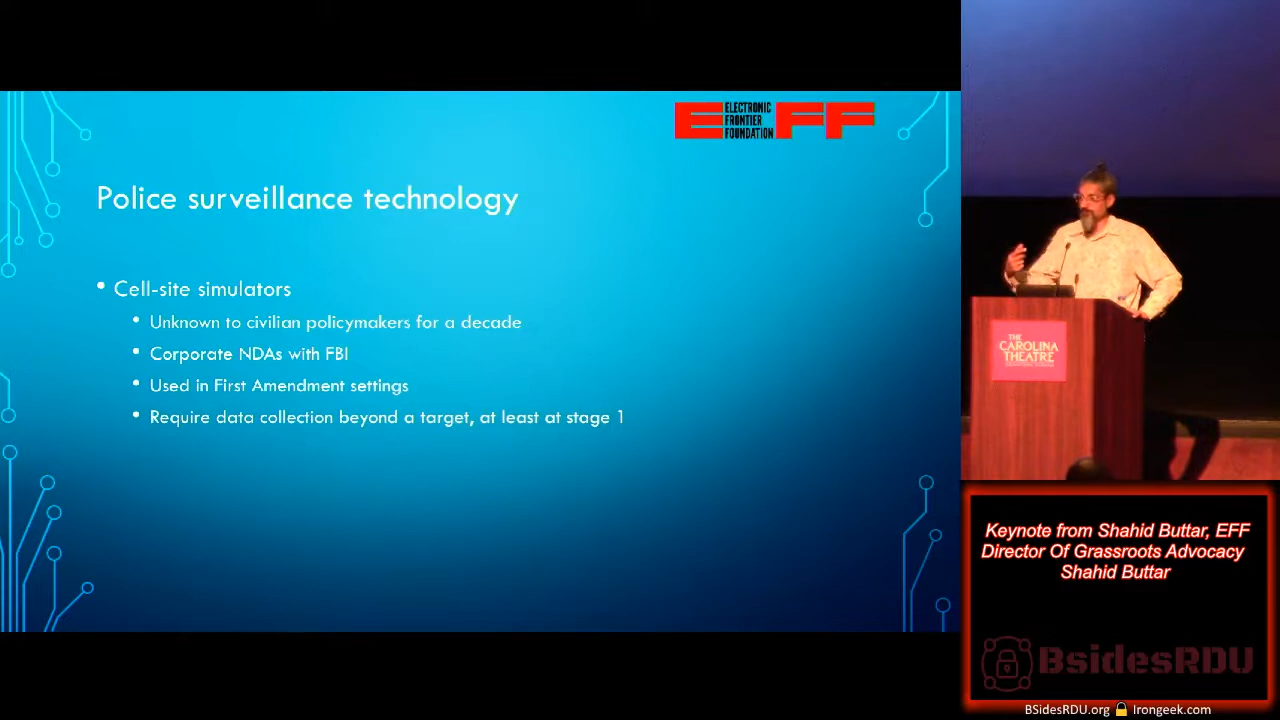 ELECTRONIC
FRONTIER
FOUNDATION
EFF
Police surveillance technology
• Cell-site simulators
• Unknown to civilian policymakers for a decade
• Corporate NDAs with FBI
• Used in First Amendment settings
• Require data collection beyond a target, at least at stage 1
THE
CAROLINA
THEATRE
Keynote from Shahid Buttar, EFF
Director Of Grassroots Advocacy
Shahid Buttar
BsidesRDU
BSidesRDU.org Irongeek.com